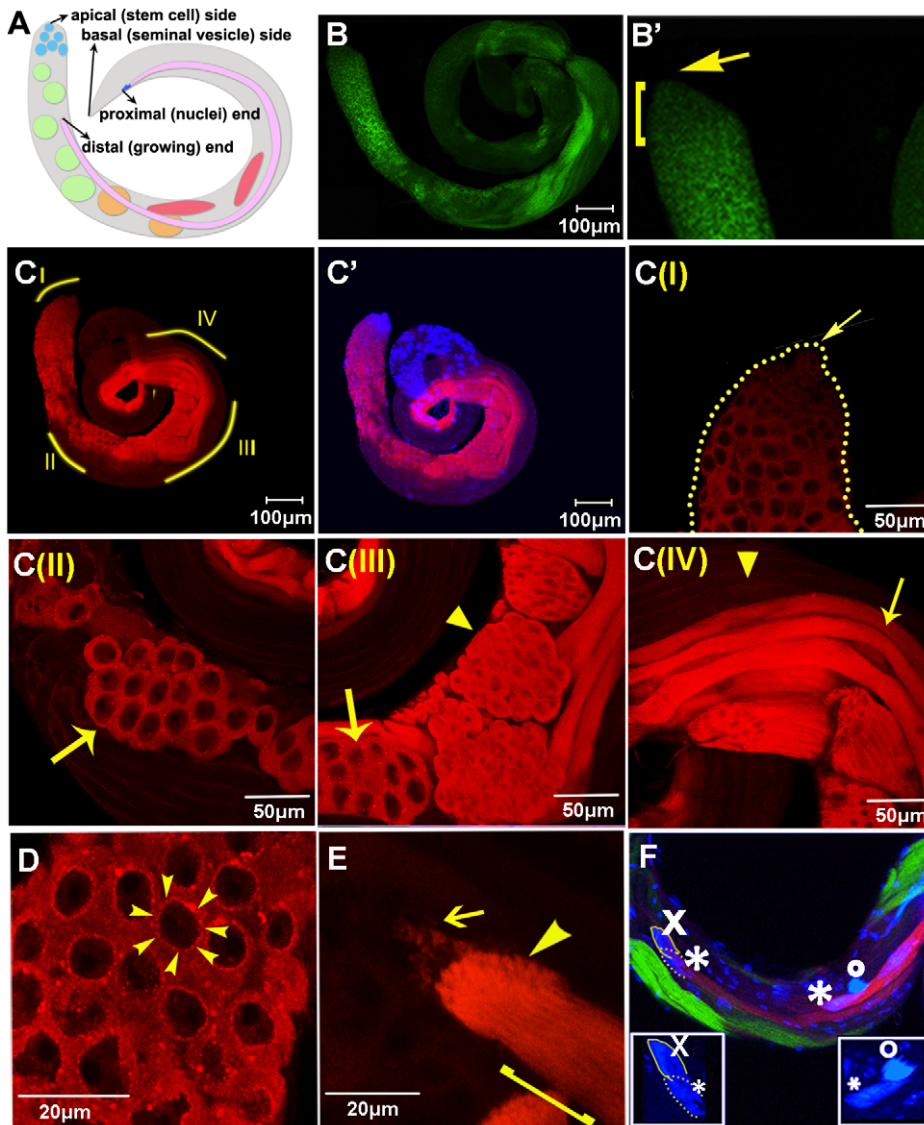 A
apical (stem cell) side
basal (seminal vesicle) side
proximal (nuclei) end
distal (growing) end
B
100µm
B'
C
I
II
III
IV
100µm
C'
100µm
C(I)
50µm
C(II)
50µm
C(III)
50µm
C(IV)
50µm
D
20µm
E
20µm
F
X
*
*
o
X
*
o
*